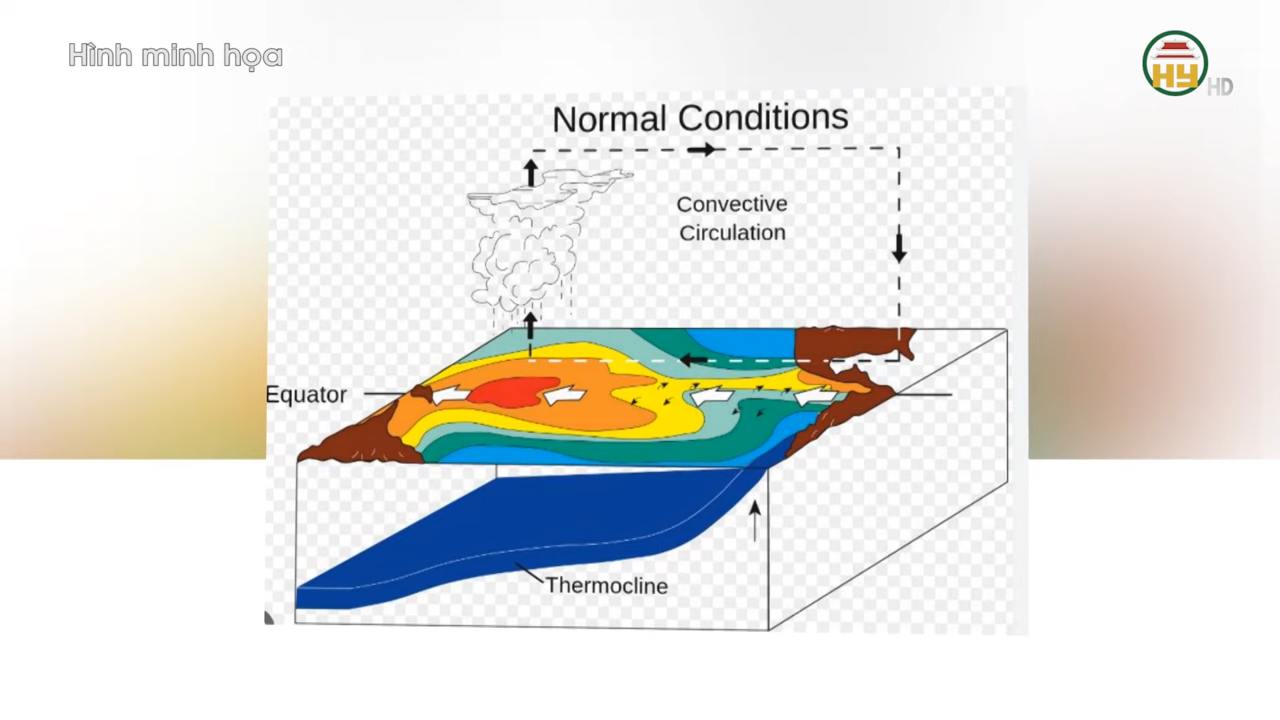 Hình minh họa
HY
HD
Normal Conditions
Convective
Circulation
Equator
Thermocline